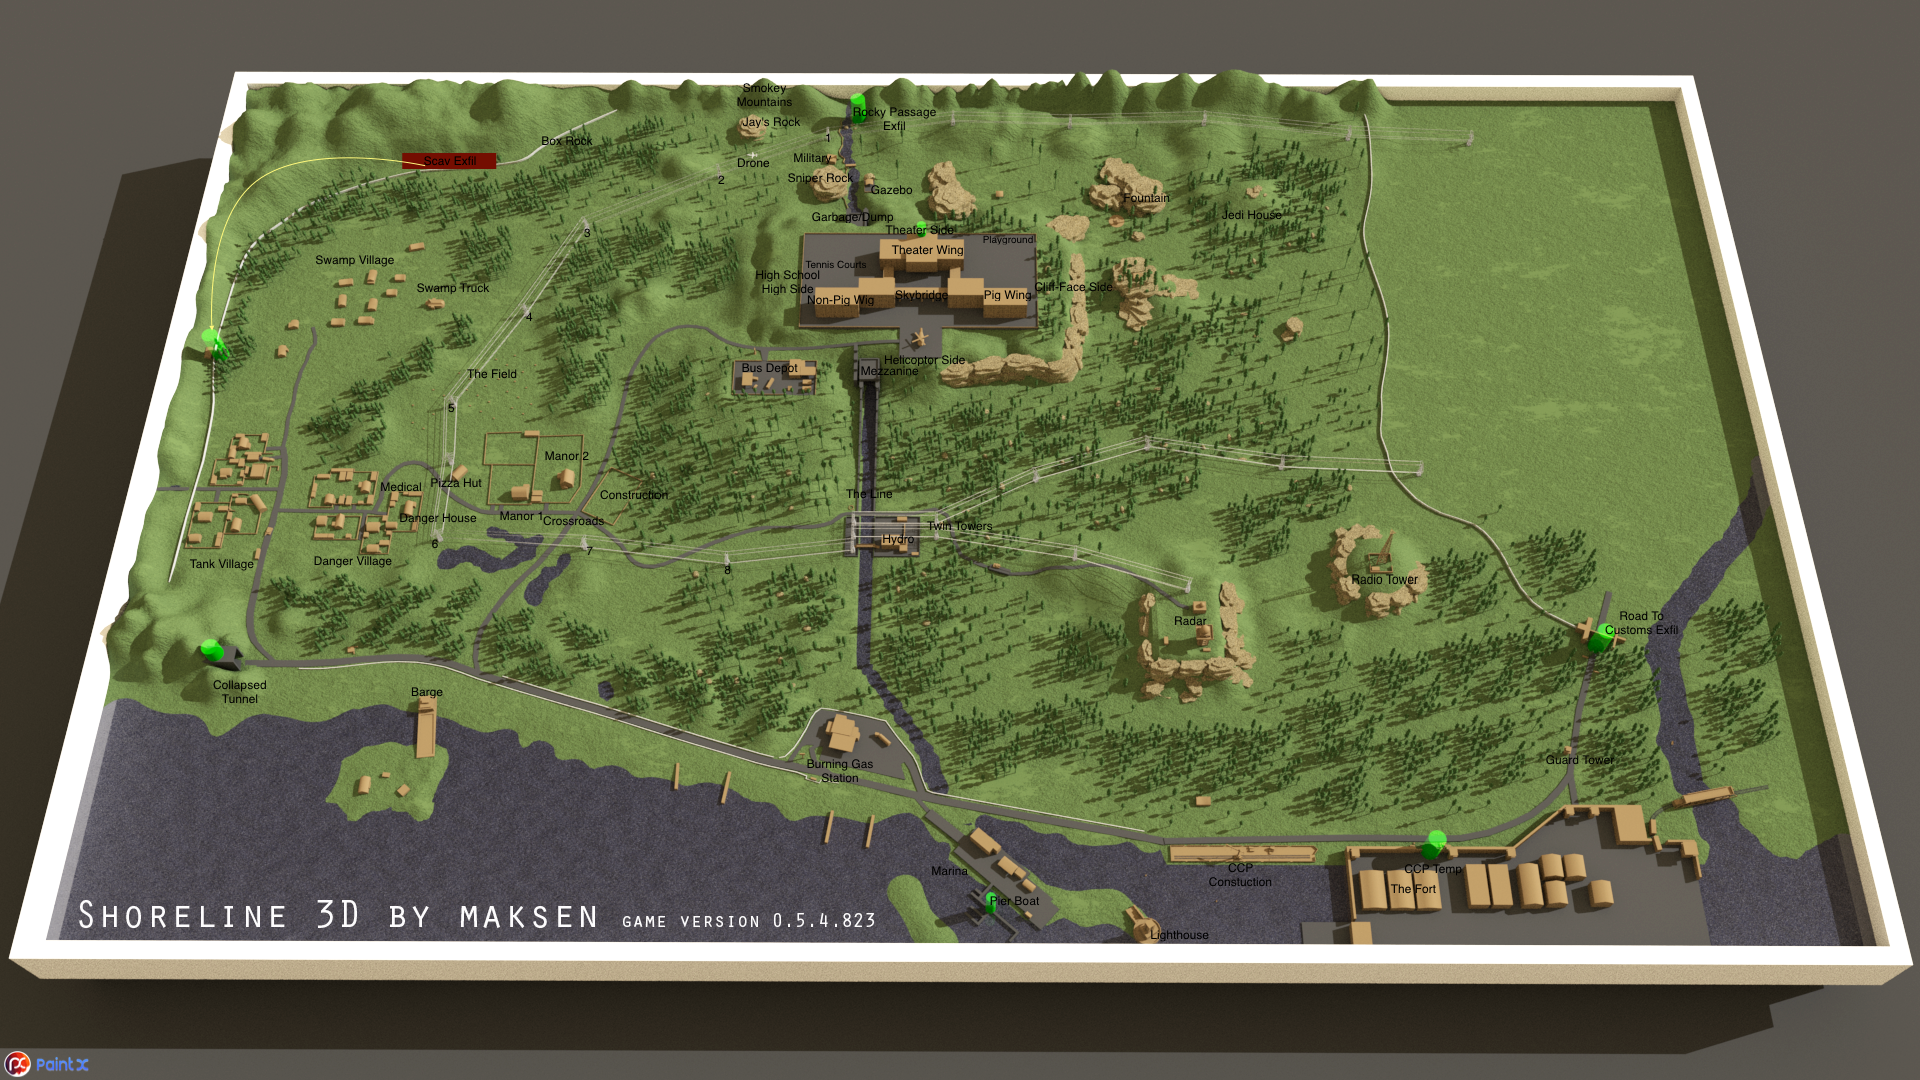 Smokey
Mountains
Rocky Passage
Exfil
Jay's Rock
1
Box Rock
Scav Exfil
Drone
Military
2
Sniper Rock
Gazebo
Fountain
Jedi House
Garbage/Dump
3
Theater Side
Playground
Theater Wing
Swamp Village
Tennis Courts
High School
High Side
Swamp Truck
Non-Pig Wig
Skybridge
Pig Wing
Cliff-Face Side
4
Helicoptor Side
Mezzanine
Bus Depot
The Field
5
Manor 2
Pizza Hut
Medical
Construction
The Line
Danger House
Manor 1
Crossroads
Twin Towers
Hydro
6
7
8
Tank Village
Danger Village
Radio Tower
Radar
Road To
Customs Exfil
Collapsed
Tunnel
Barge
Burning Gas
Station
Guard Tower
Marina
CCP
Constuction
CCP Temp
The Fort
Pier Boat
Lighthouse
Shoreline 3D by maksen game version 0.5.4.823
Paint X